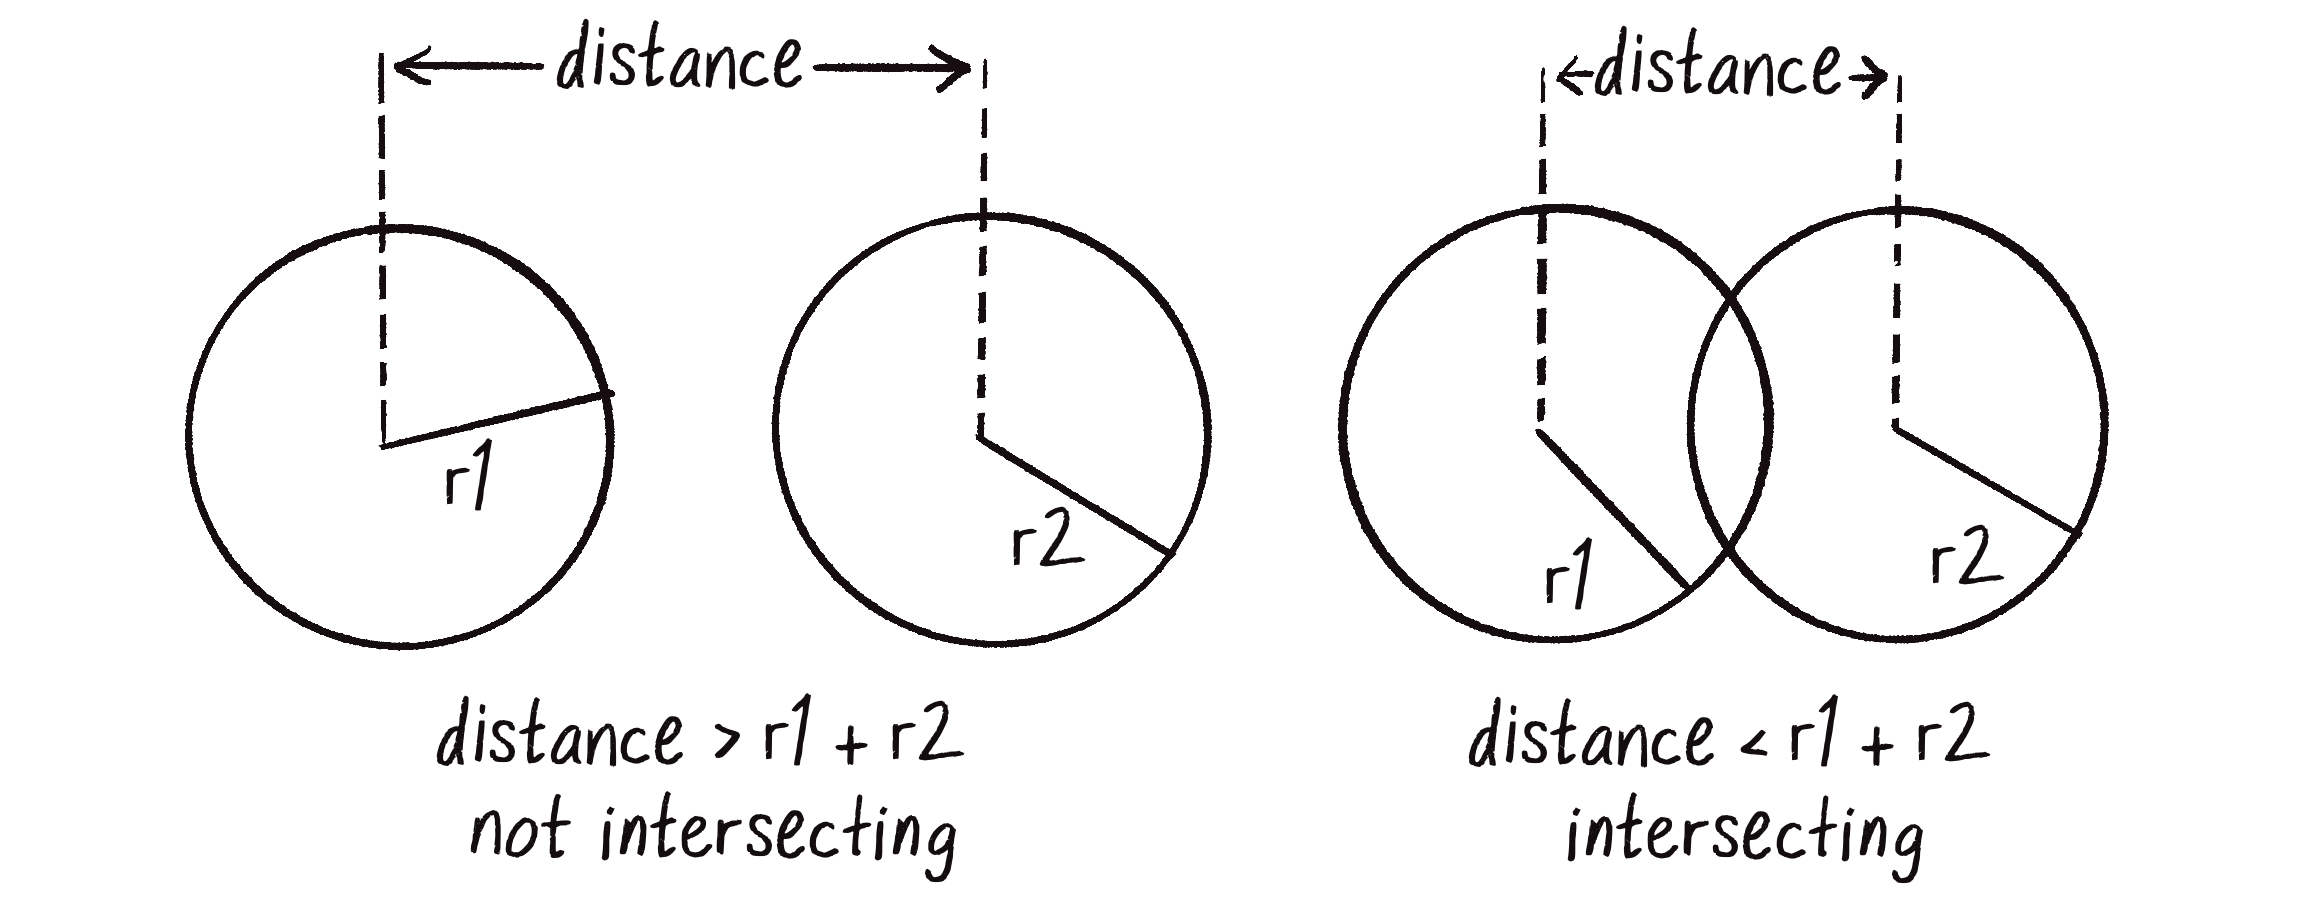 distance
r1
r2
distance > r1 + r2
not intersecting
distance
r1
r2
distance < r1 + r2
intersecting